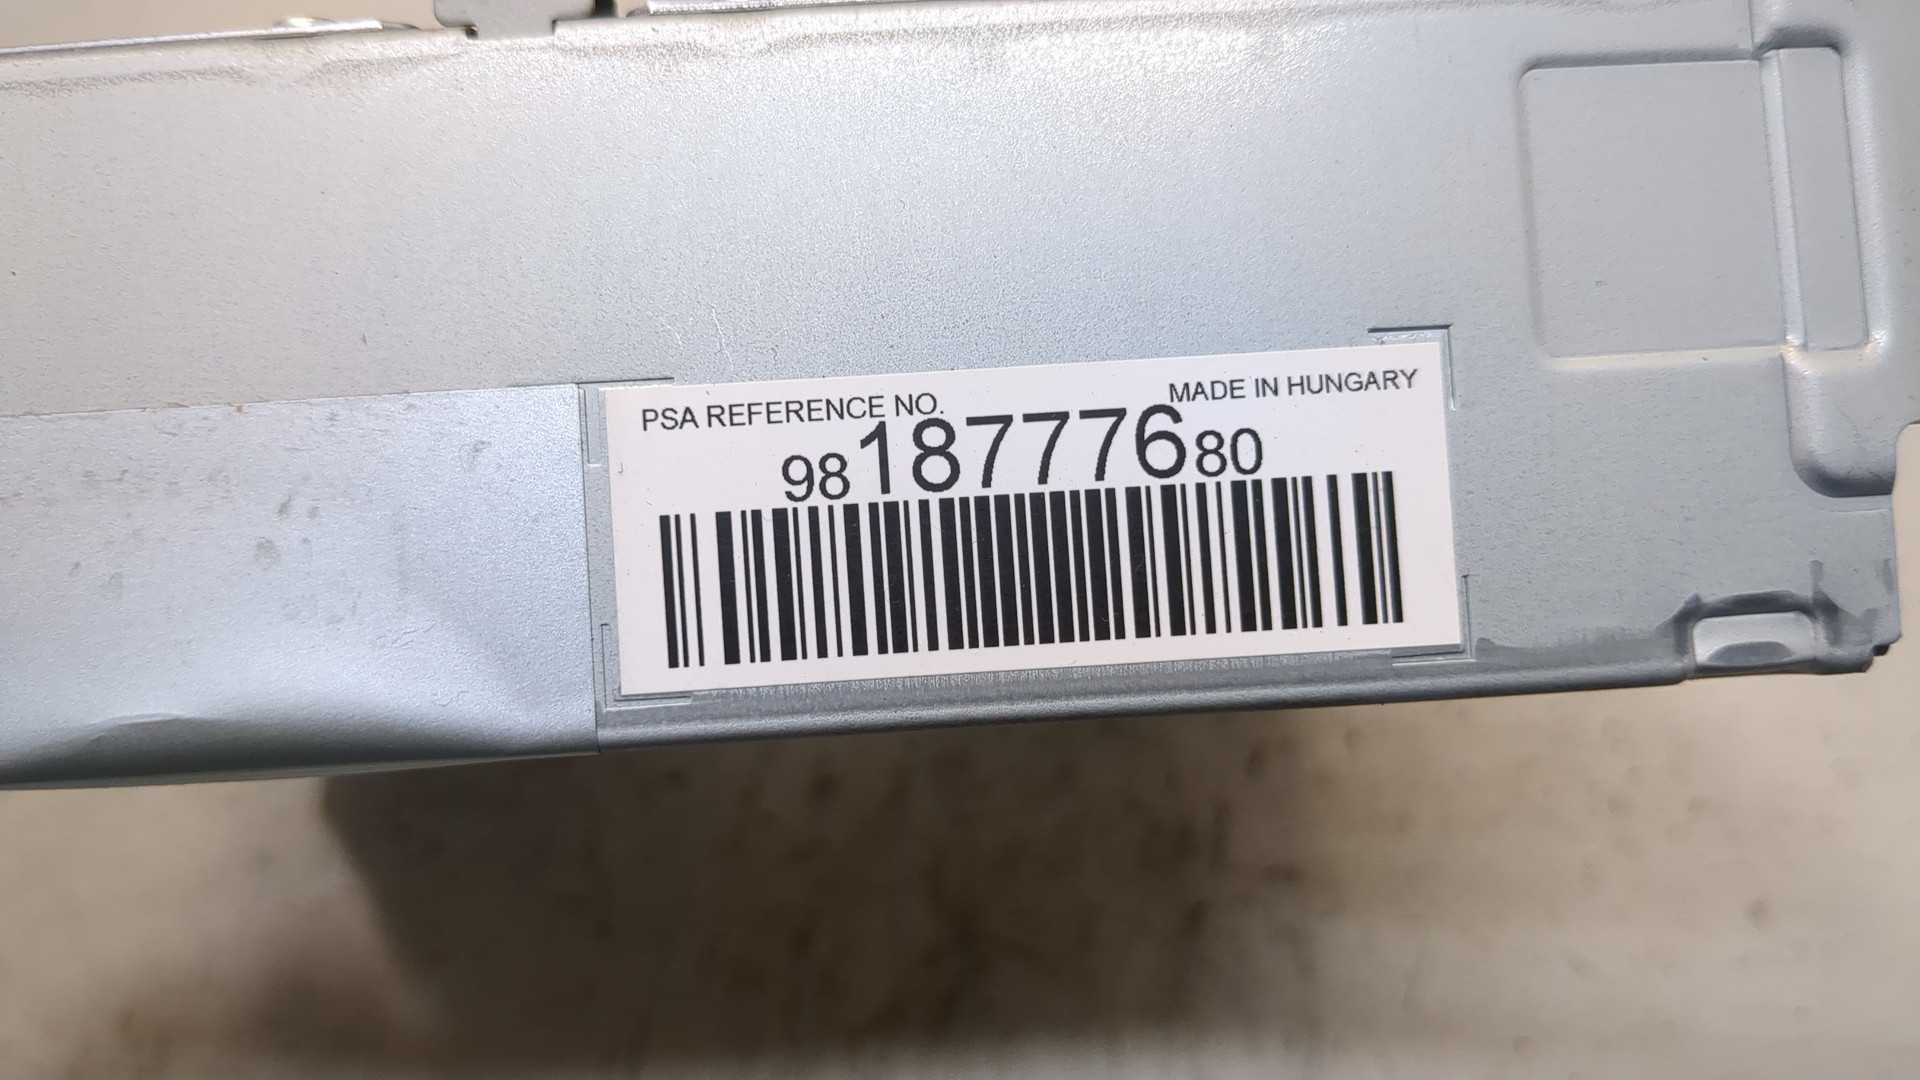 PSA REFERENCE NO. MADE IN HUNGARY
9818777680